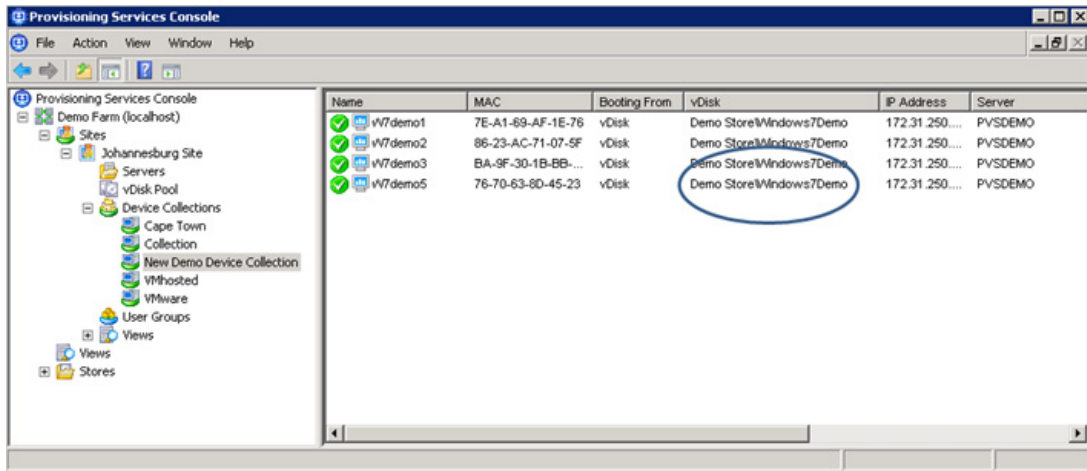 Provisioning Services Console
File Action View Window Help
Provisioning Services Console
Demo Farm (localhost)
Sites
Johannesburg Site
Servers
vDisk Pool
Device Collections
Cape Town
Collection
New Demo Device Collection
VMhosted
VMware
User Groups
Views
Views
Stores
Name MAC Booting From vDisk IP Address Server
W7demo1 7E-A1-69-AF-1E-76 vDisk Demo Store\Windows7Demo 172.31.250.... PVSDEMO
W7demo2 86-23-AC-71-07-5F vDisk Demo Store\Windows7Demo 172.31.250.... PVSDEMO
W7demo3 BA-9F-30-1B-BB-... vDisk Demo Store\Windows7Demo 172.31.250.... PVSDEMO
W7demo5 76-70-63-8D-45-23 vDisk Demo Store\Windows7Demo 172.31.250.... PVSDEMO